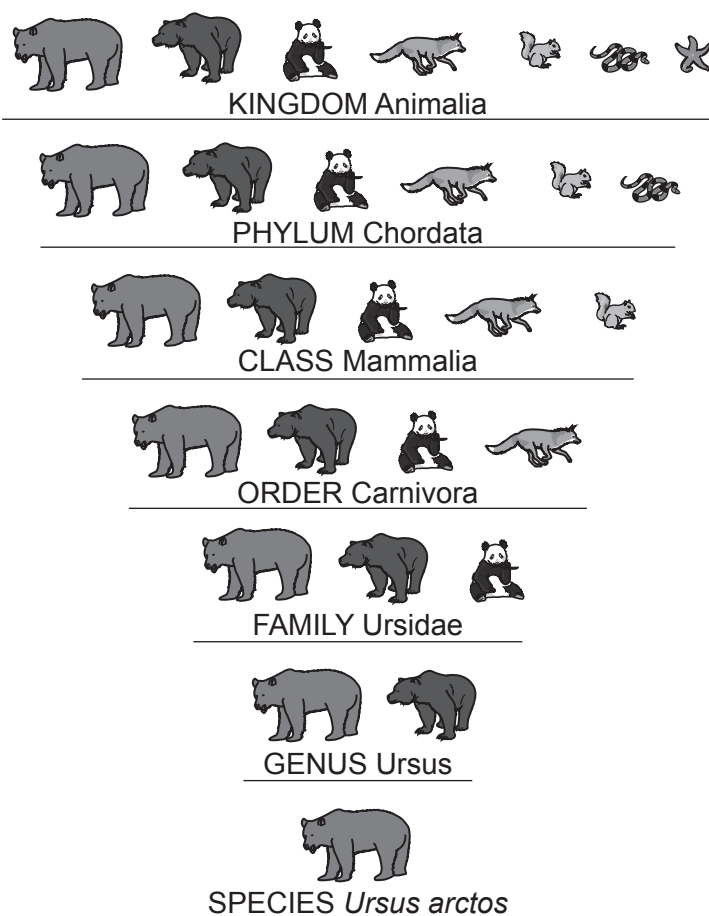 KINGDOM Animalia
PHYLUM Chordata
CLASS Mammalia
ORDER Carnivora
FAMILY Ursidae
GENUS Ursus
SPECIES Ursus arctos